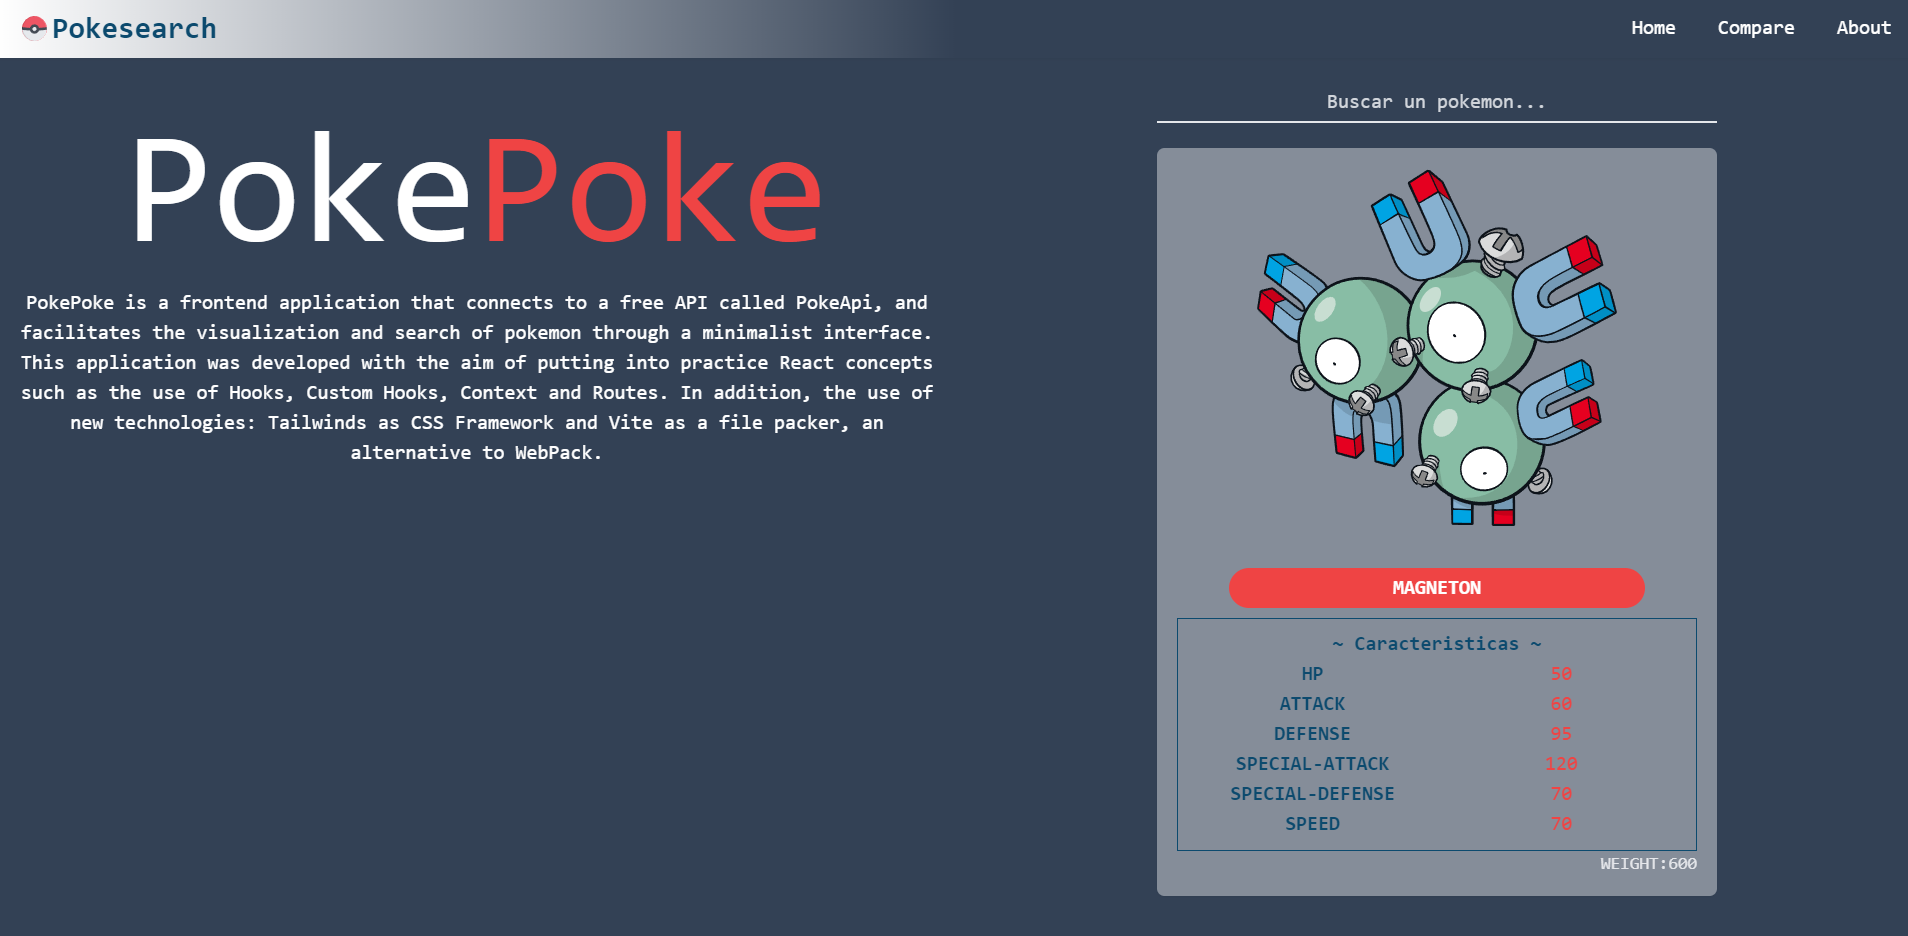 Pokesearch
Home Compare About
PokePoke
PokePoke is a frontend application that connects to a free API called PokeApi, and
facilitates the visualization and search of pokemon through a minimalist interface.
This application was developed with the aim of putting into practice React concepts
such as the use of Hooks, Custom Hooks, Context and Routes. In addition, the use of
new technologies: Tailwinds as CSS Framework and Vite as a file packer, an
alternative to WebPack.
Buscar un pokemon...
MAGNETON
~ Caracteristicas ~
HP 50
ATTACK 60
DEFENSE 95
SPECIAL-ATTACK 120
SPECIAL-DEFENSE 70
SPEED 70
WEIGHT:600